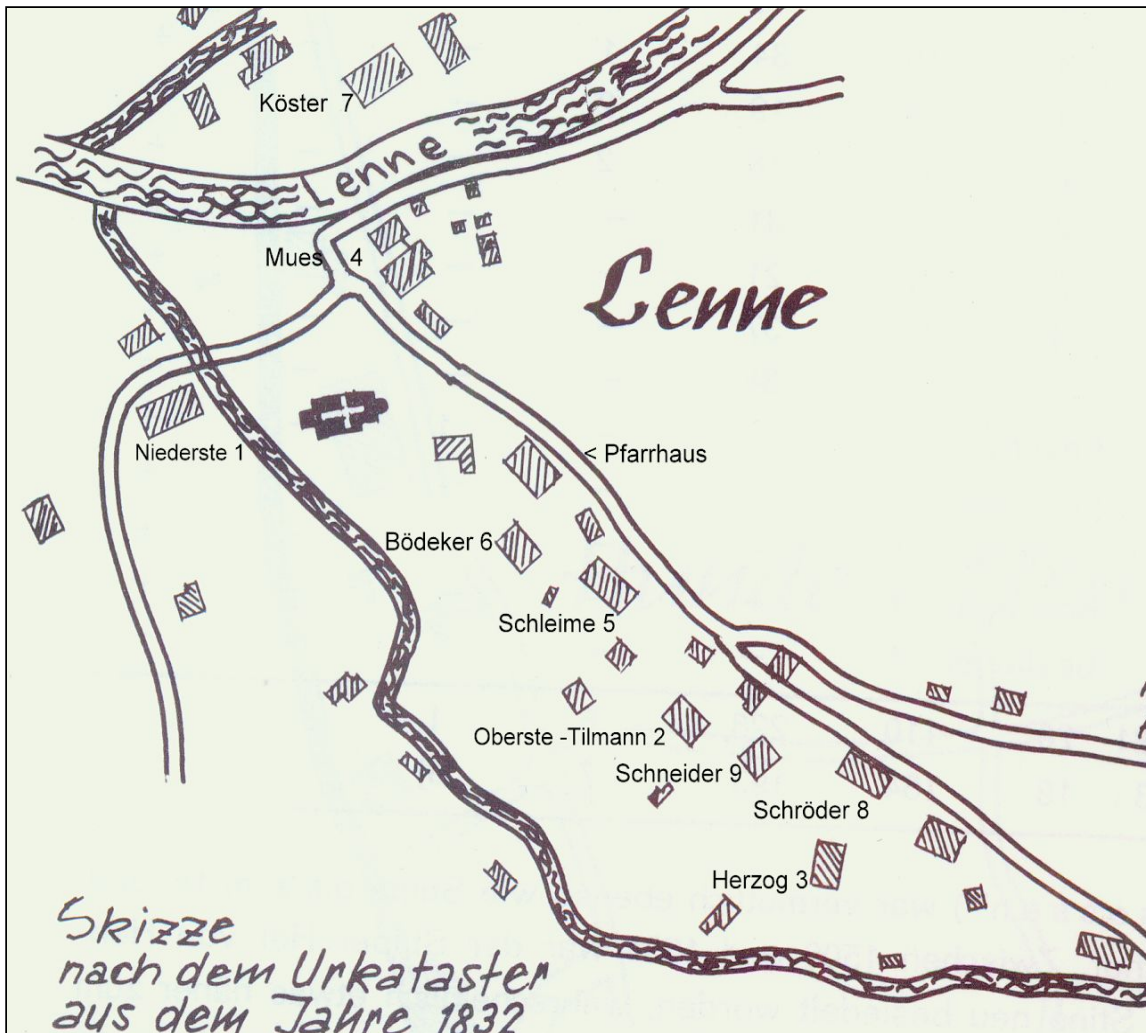 Köster 7
Lenne
Mues 4
Lenne
Niederste 1
< Pfarrhaus
Bödeker 6
Schleime 5
Oberste -Tilmann 2
Schneider 9
Schröder 8
Herzog 3
Skizze
nach dem Urkataster
aus dem Jahre 1832